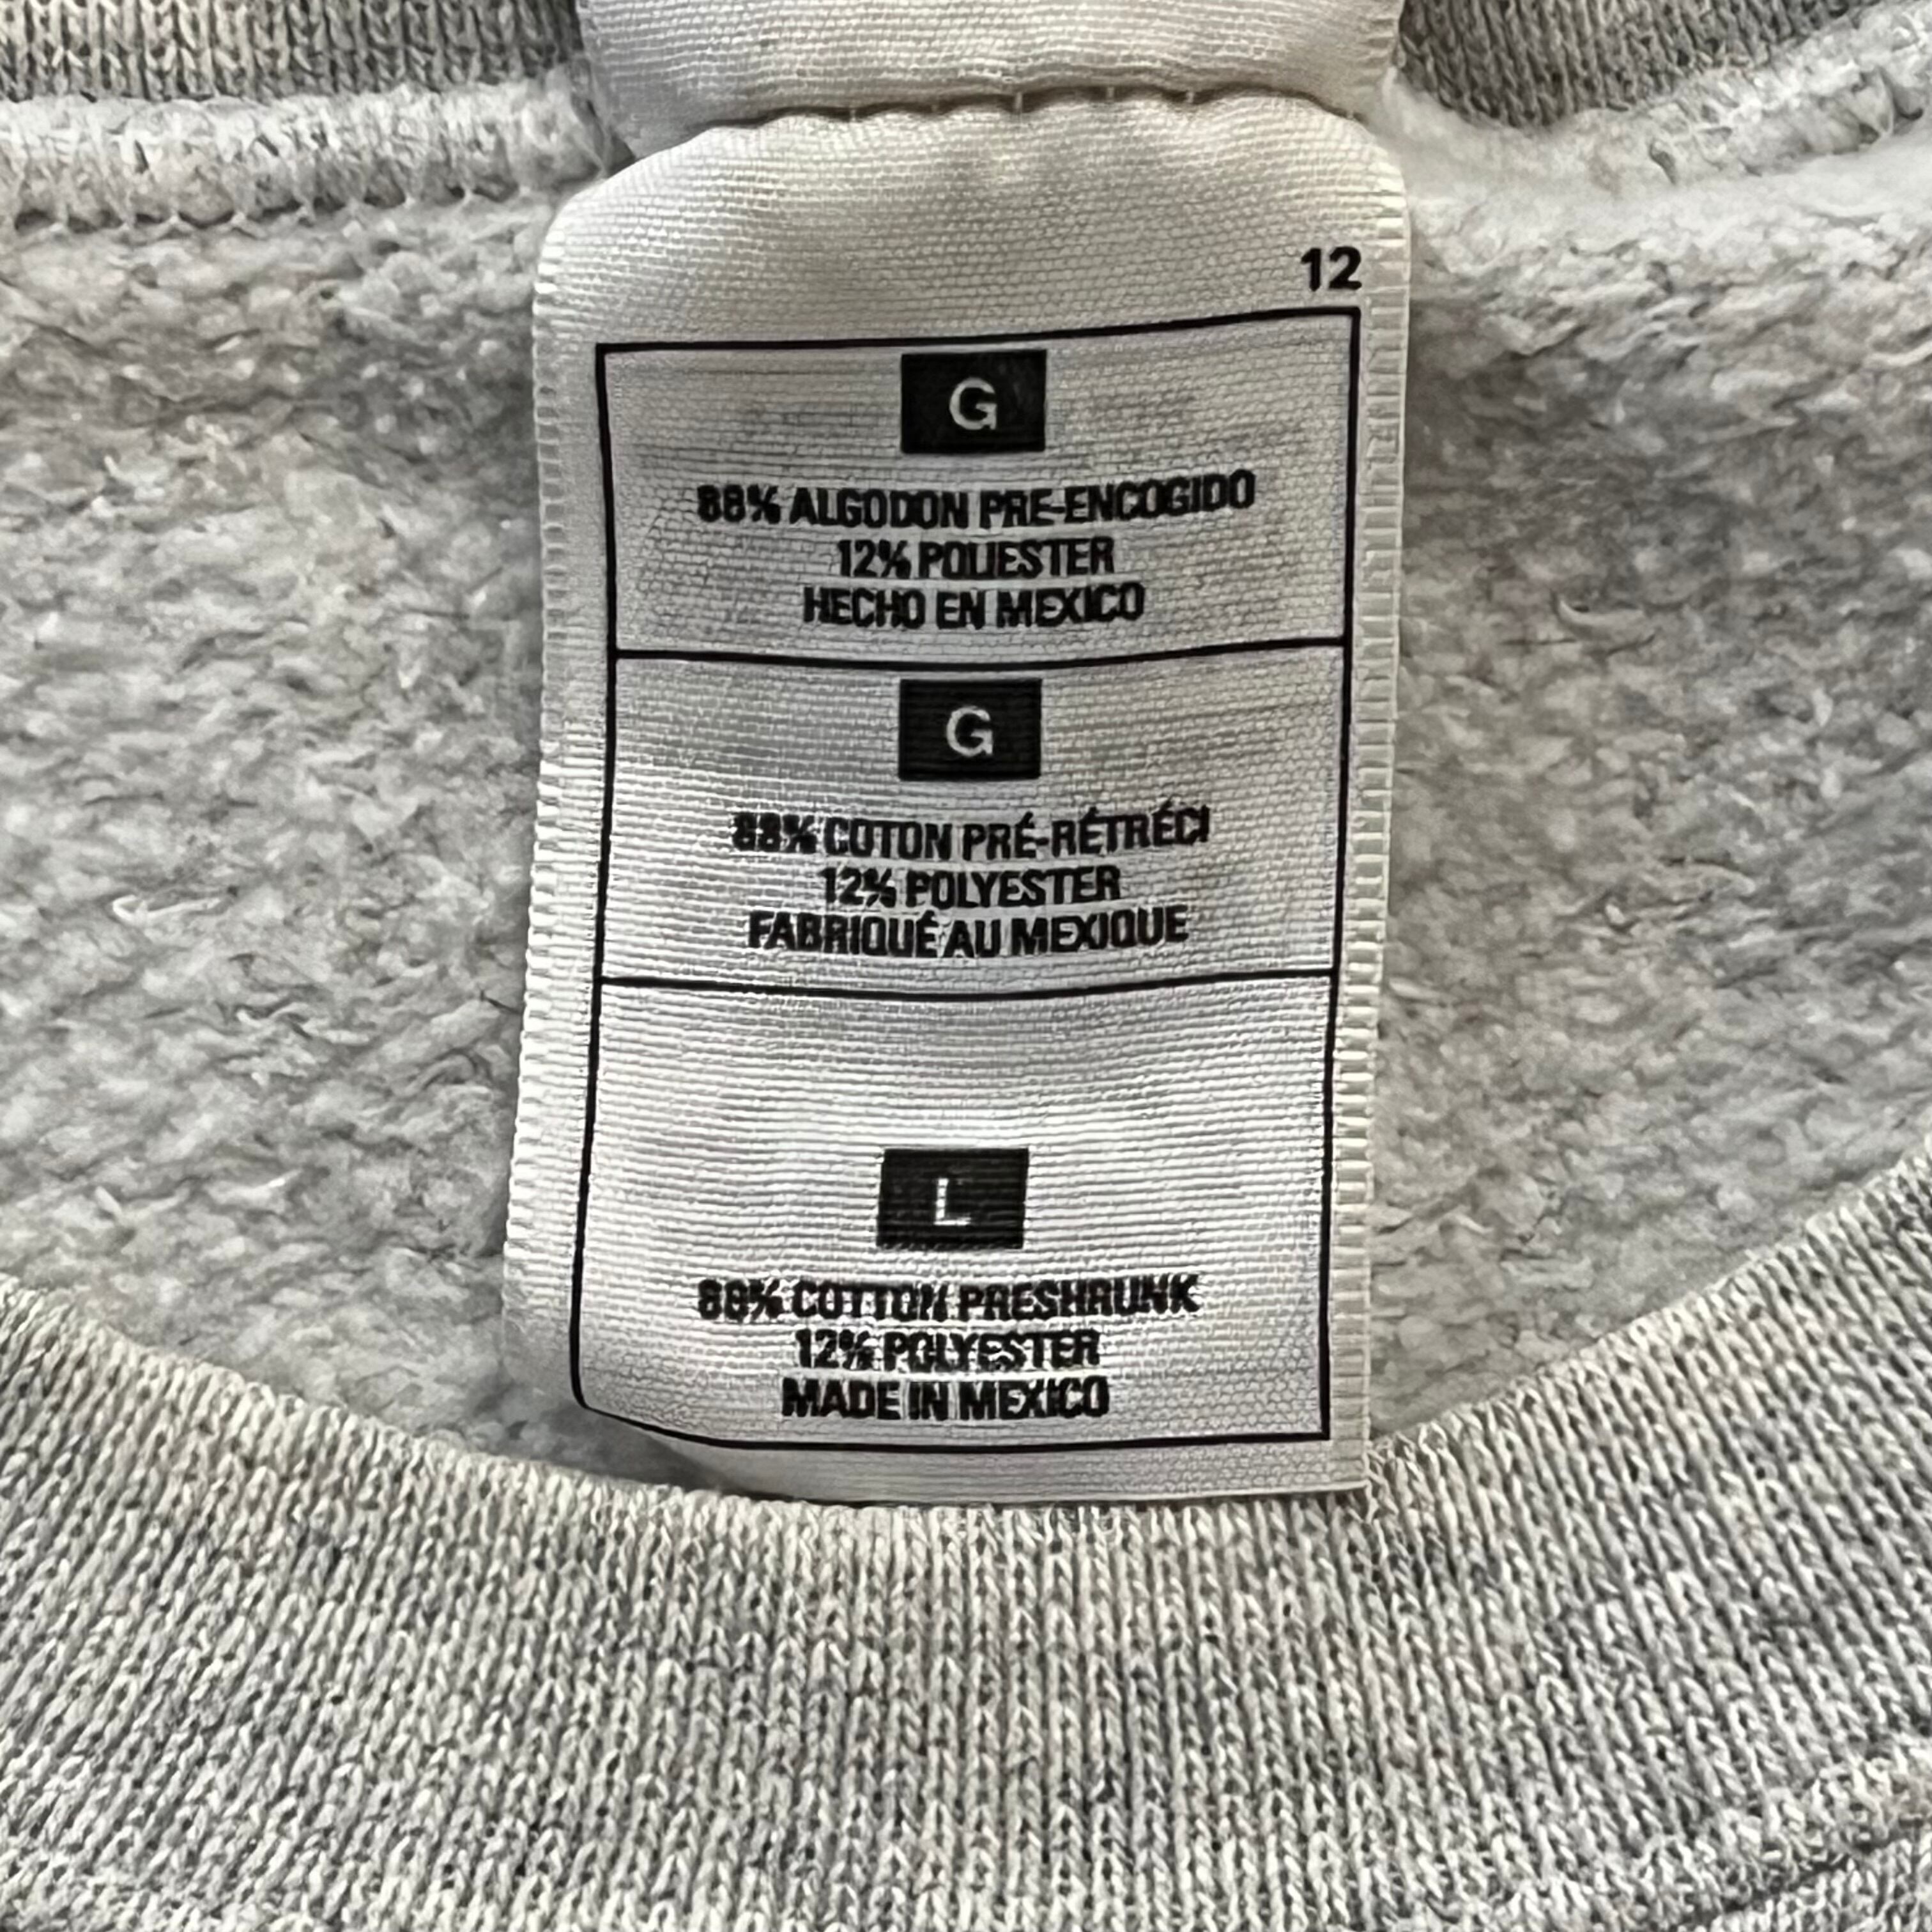 12
G
88% ALGODON PRE-ENCOGIDO
12% POLIESTER
HECHO EN MEXICO
G
88% COTON PRÉ-RÉTRÉCI
12% POLYESTER
FABRIQUÉ AU MEXIQUE
L
88% COTTON PRESHRUNK
12% POLYESTER
MADE IN MEXICO